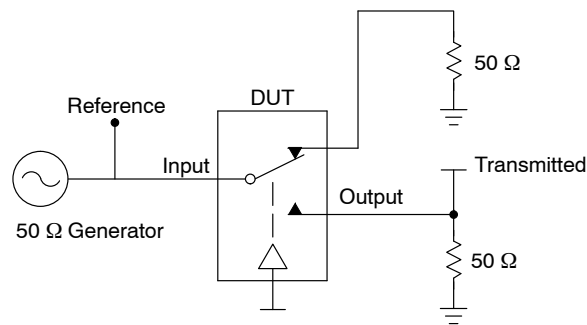 50 Ω
DUT
Reference
Transmitted
Input
Output
50 Ω Generator
50 Ω